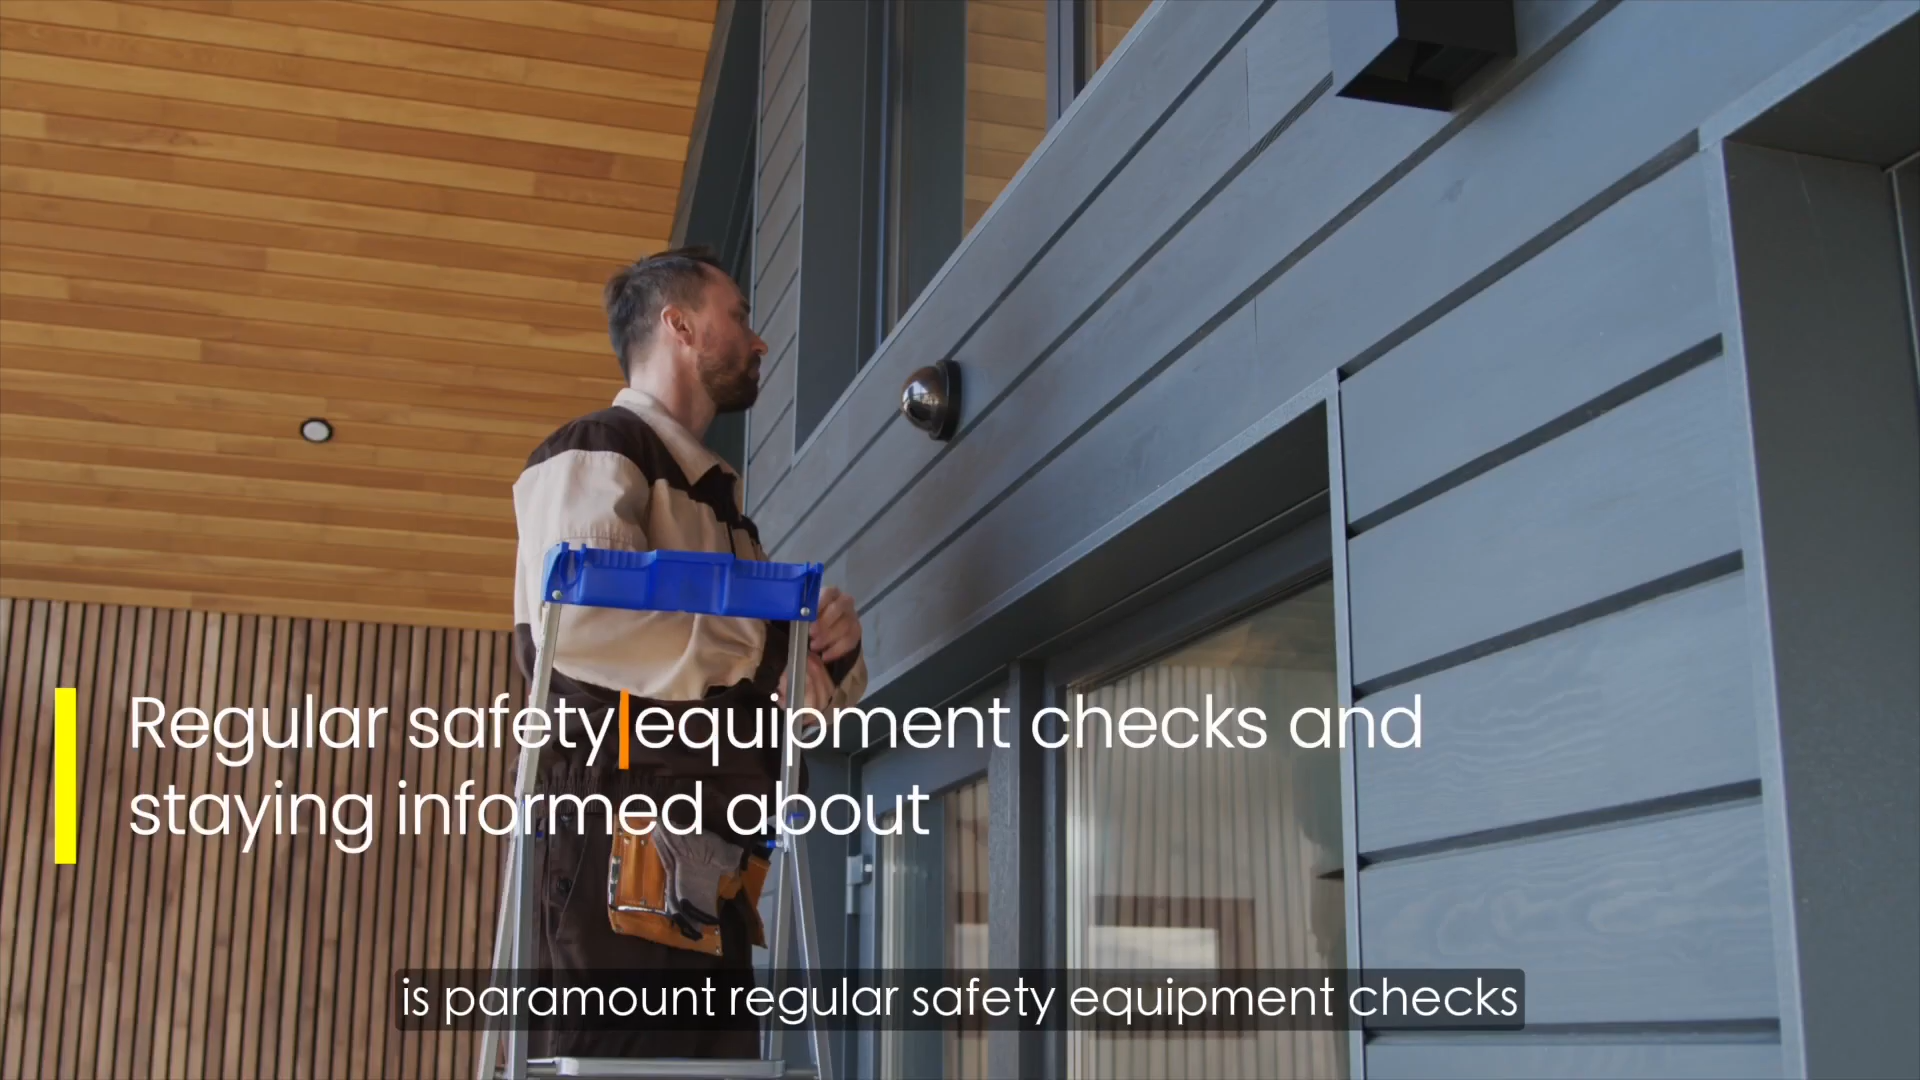 Regular safety equipment checks and
staying informed about
is paramount regular safety equipment checks